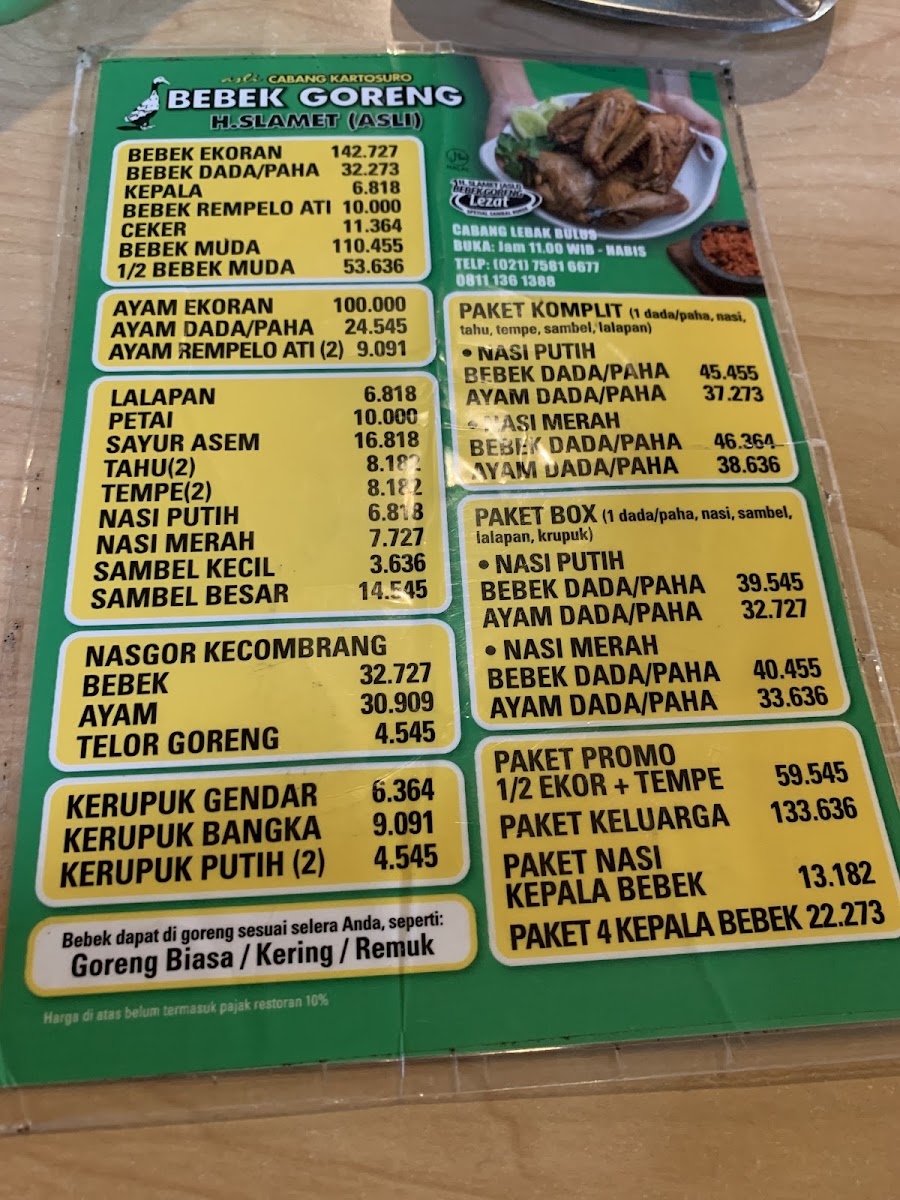 asli CABANG KARTOSURO
BEBEK GORENG
H.SLAMET (ASLI)
BEBEK EKORAN 142.727
BEBEK DADA/PAHA 32.273
KEPALA 6.818
BEBEK REMPELO ATI 10.000
CEKER 11.364
BEBEK MUDA 110.455
1/2 BEBEK MUDA 53.636
AYAM EKORAN 100.000
AYAM DADA/PAHA 24.545
AYAM REMPELO ATI (2) 9.091
LALAPAN 6.818
PETAI 10.000
SAYUR ASEM 16.818
TAHU(2) 8.182
TEMPE(2) 8.182
NASI PUTIH 6.818
NASI MERAH 7.727
SAMBEL KECIL 3.636
SAMBEL BESAR 14.545
NASGOR KECOMBRANG
BEBEK 32.727
AYAM 30.909
TELOR GORENG 4.545
KERUPUK GENDAR 6.364
KERUPUK BANGKA 9.091
KERUPUK PUTIH (2) 4.545
Bebek dapat di goreng sesuai selera Anda, seperti:
Goreng Biasa / Kering / Remuk
Harga di atas belum termasuk pajak restoran 10%
H. SLAMET (ASLI)
BEBEK GORENG
Lezat
SPESIAL SAMBAL KOREK
CABANG LEBAK BULUS
BUKA: Jam 11.00 WIB - HABIS
TELP: (021) 7581 6677
0811 136 1388
PAKET KOMPLIT (1 dada/paha, nasi,
tahu, tempe, sambel, lalapan)
• NASI PUTIH
BEBEK DADA/PAHA 45.455
AYAM DADA/PAHA 37.273
• NASI MERAH
BEBEK DADA/PAHA 46.364
AYAM DADA/PAHA 38.636
PAKET BOX (1 dada/paha, nasi, sambel,
lalapan, krupuk)
• NASI PUTIH
BEBEK DADA/PAHA 39.545
AYAM DADA/PAHA 32.727
• NASI MERAH
BEBEK DADA/PAHA 40.455
AYAM DADA/PAHA 33.636
PAKET PROMO
1/2 EKOR + TEMPE 59.545
PAKET KELUARGA 133.636
PAKET NASI
KEPALA BEBEK 13.182
PAKET 4 KEPALA BEBEK 22.273